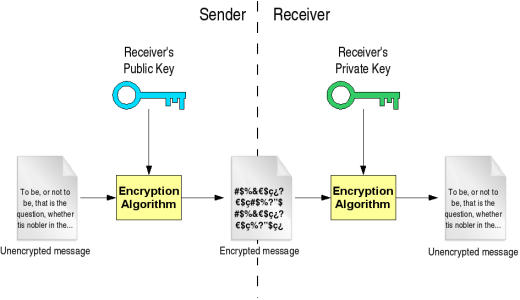 Sender
Receiver
Receiver's
Public Key
Receiver's
Private Key
To be, or not to
be, that is the
question, whether
tis nobler in the...
Unencrypted message
Encryption
Algorithm
#$%&€$ç¿?
€$ç#$%?"$
#$%&€$ç¿?
€$ç%?"$ç¿
Encrypted message
Encryption
Algorithm
To be, or not to
be, that is the
question, whether
tis nobler in the...
Unencrypted message